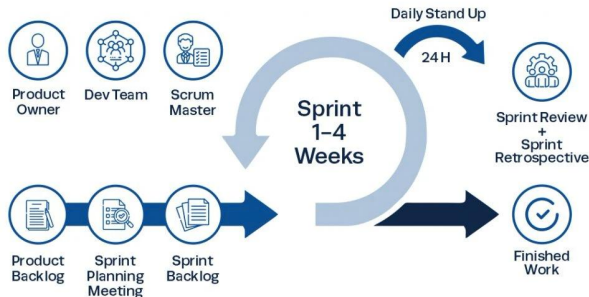 Daily Stand Up
24H
Product
Owner
Dev Team
Scrum
Master
Sprint
1–4
Weeks
Sprint Review
+
Sprint
Retrospective
Product
Backlog
Sprint
Planning
Meeting
Sprint
Backlog
Finished
Work